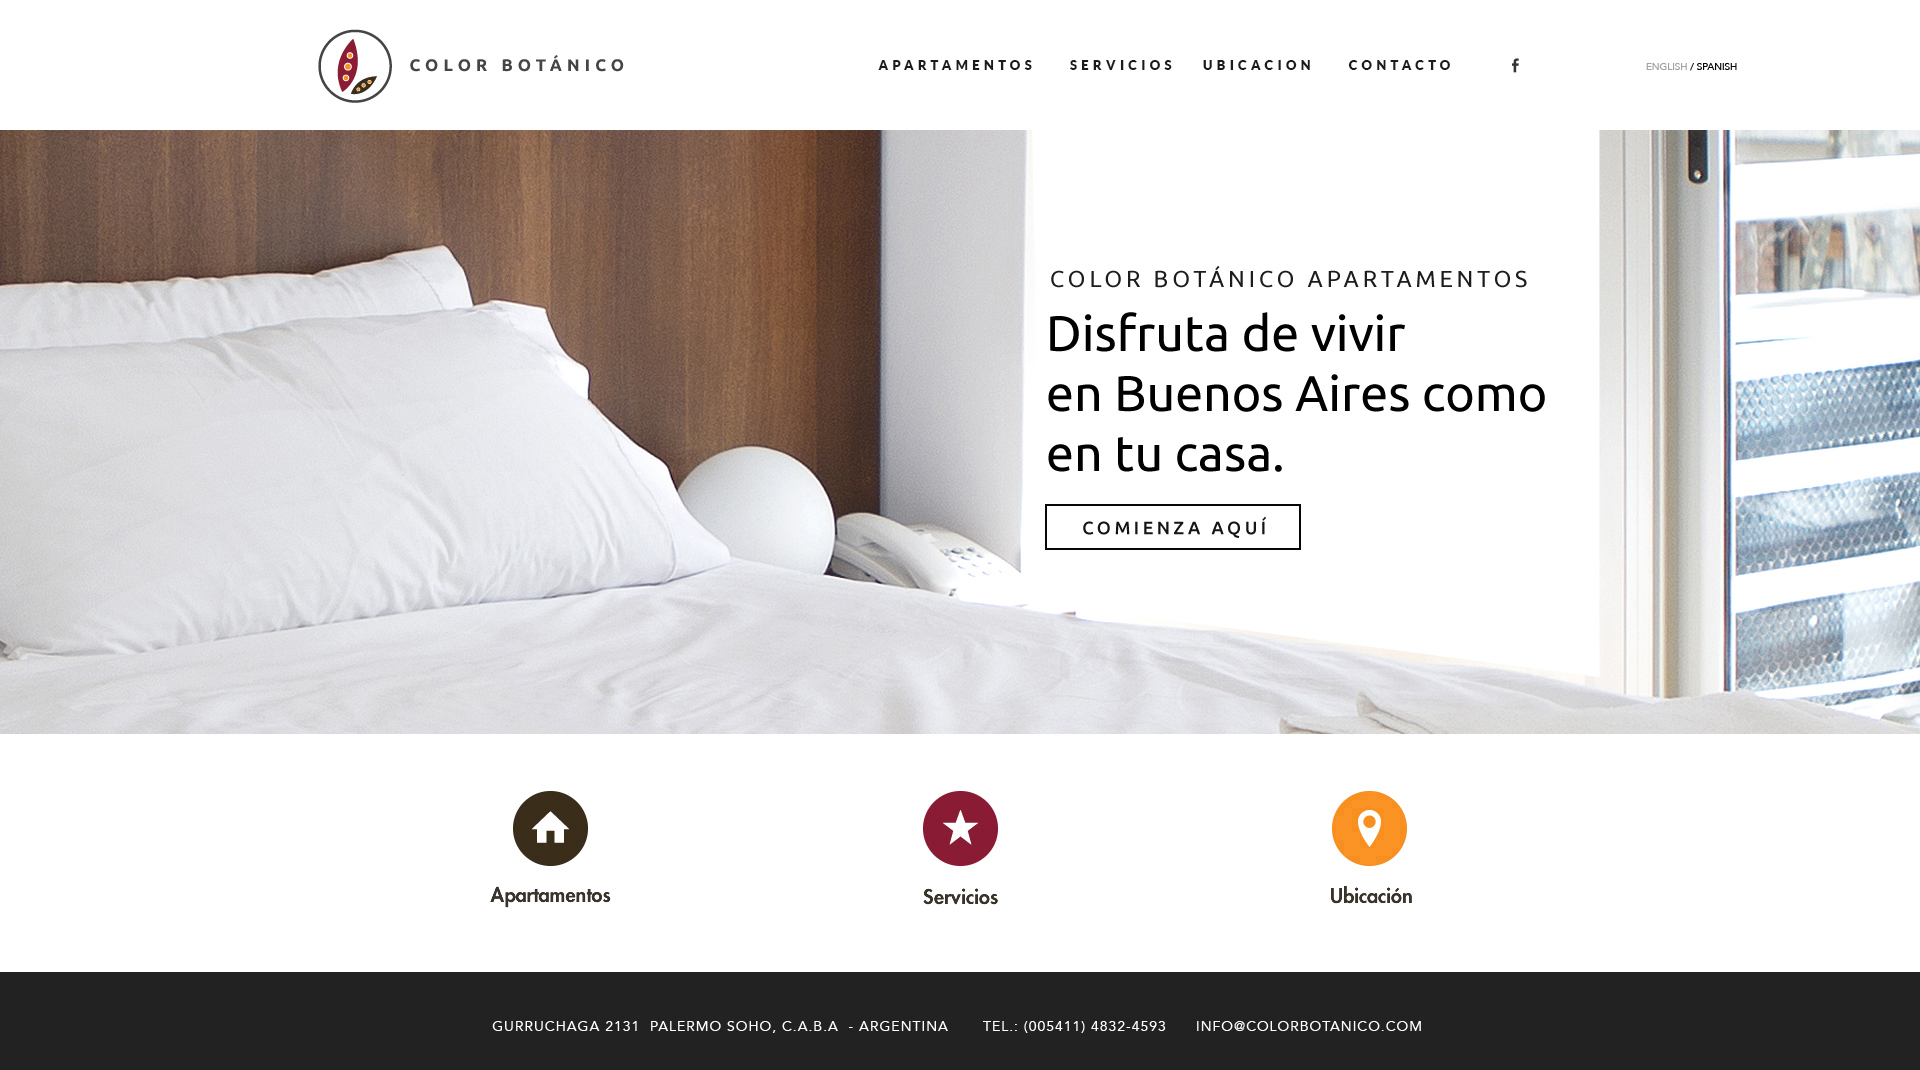 COLOR BOTÁNICO
APARTAMENTOS SERVICIOS UBICACION CONTACTO f ENGLISH / SPANISH
COLOR BOTÁNICO APARTAMENTOS
Disfruta de vivir
en Buenos Aires como
en tu casa.
COMIENZA AQUÍ
Apartamentos
Servicios
Ubicación
GURRUCHAGA 2131 PALERMO SOHO, C.A.B.A - ARGENTINA TEL.: (005411) 4832-4593 INFO@COLORBOTANICO.COM